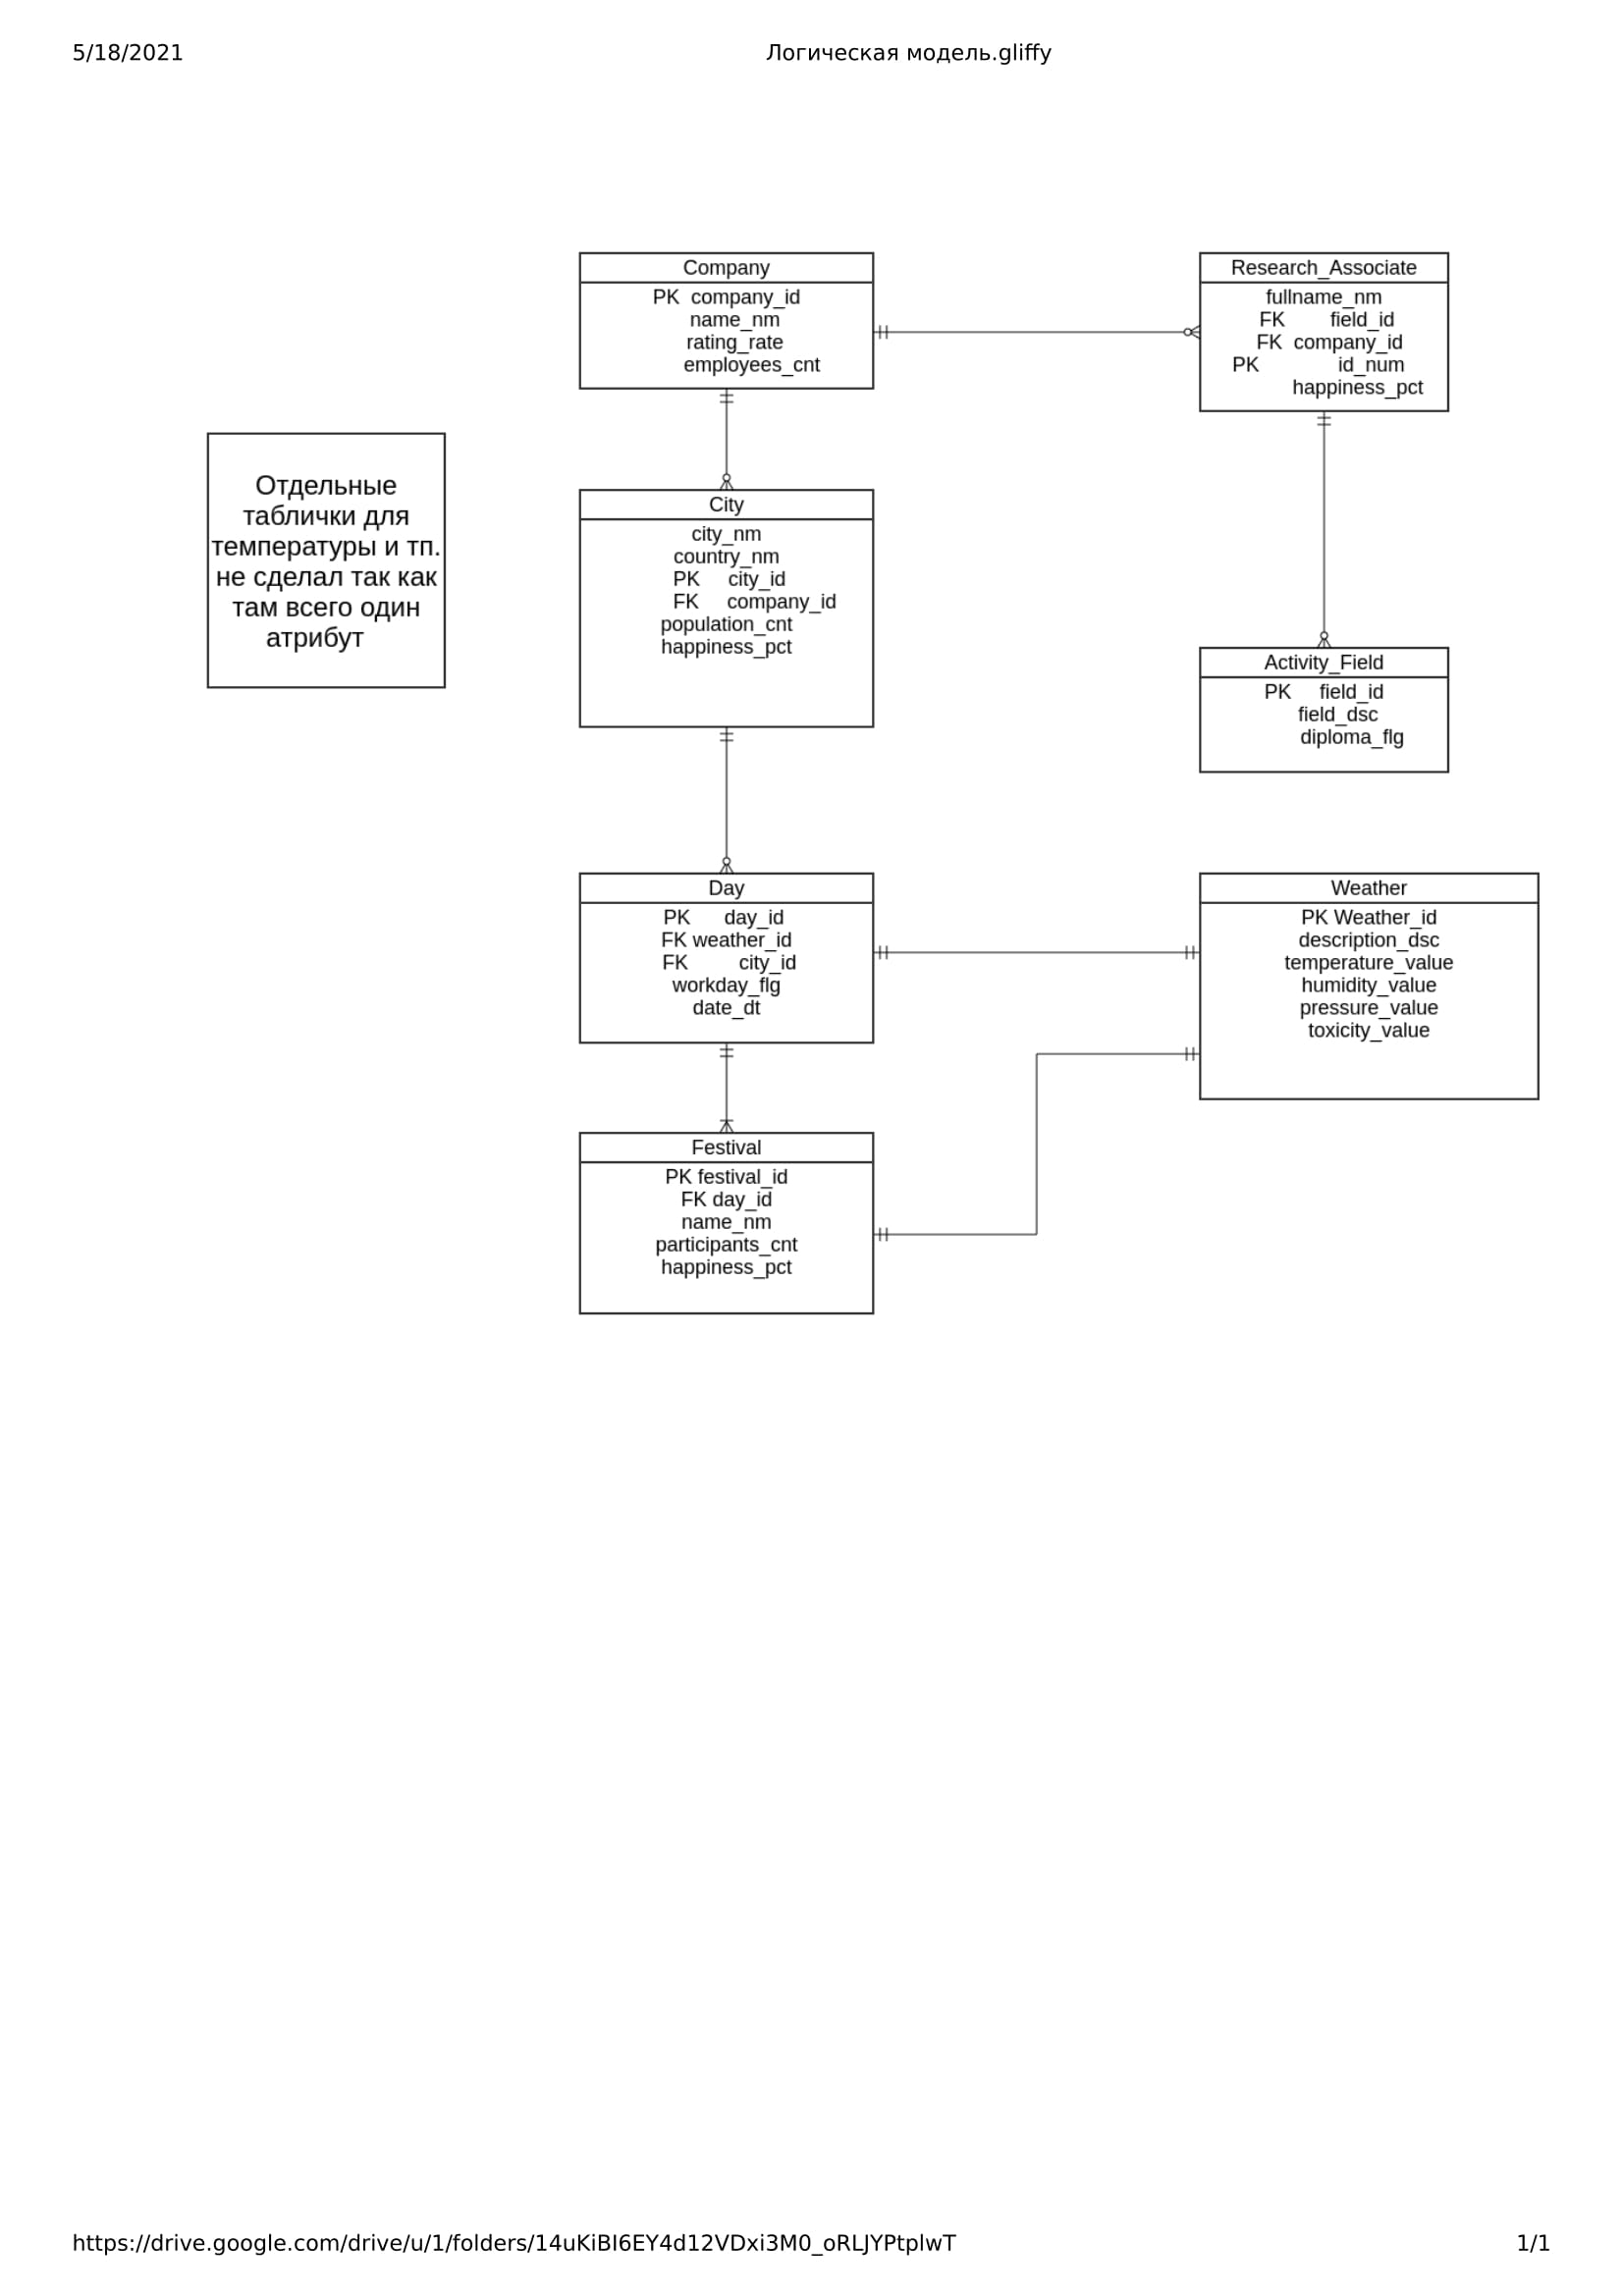 5/18/2021
Логическая модель.gliffy
Company
PK company_id
name_nm
rating_rate
employees_cnt
Research_Associate
fullname_nm
FK field_id
FK company_id
PK id_num
happiness_pct
Отдельные
таблички для
температуры и тп.
не сделал так как
там всего один
атрибут
City
city_nm
country_nm
PK city_id
FK company_id
population_cnt
happiness_pct
Activity_Field
PK field_id
field_dsc
diploma_flg
Day
PK day_id
FK weather_id
FK city_id
workday_flg
date_dt
Weather
PK Weather_id
description_dsc
temperature_value
humidity_value
pressure_value
toxicity_value
Festival
PK festival_id
FK day_id
name_nm
participants_cnt
happiness_pct
https://drive.google.com/drive/u/1/folders/14uKiBI6EY4d12VDxi3M0_oRLJYPtplwT
1/1